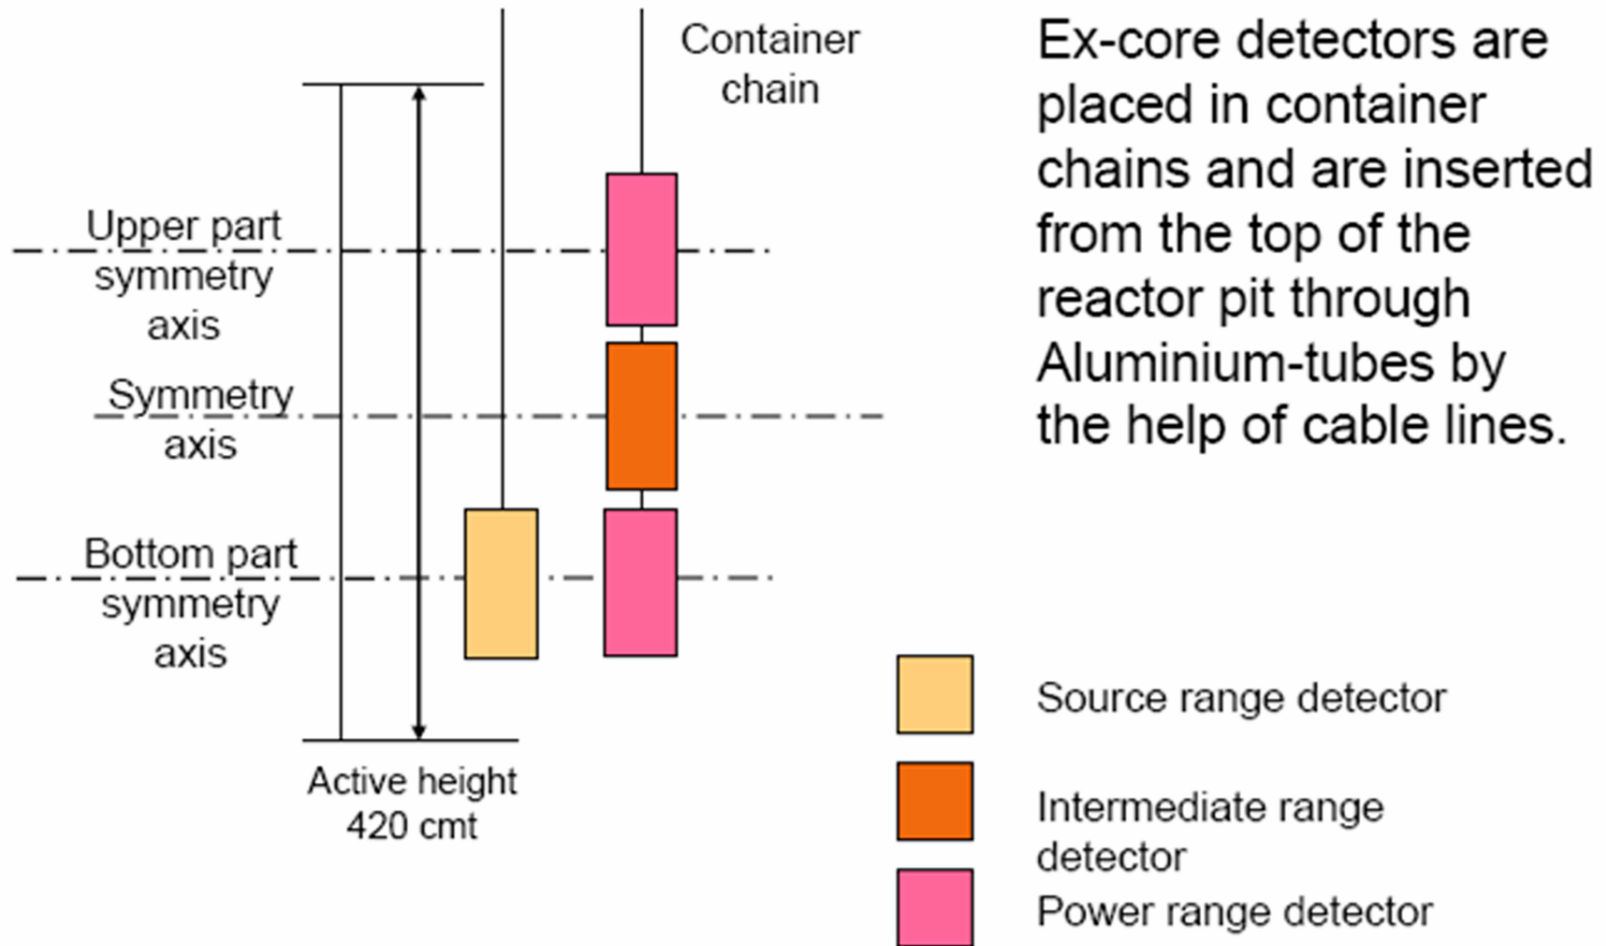 Container
chain
Ex-core detectors are
placed in container
chains and are inserted
from the top of the
reactor pit through
Aluminium-tubes by
the help of cable lines.
Upper part
symmetry
axis
Symmetry
axis
Bottom part
symmetry
axis
Active height
420 cmt
Source range detector
Intermediate range
detector
Power range detector